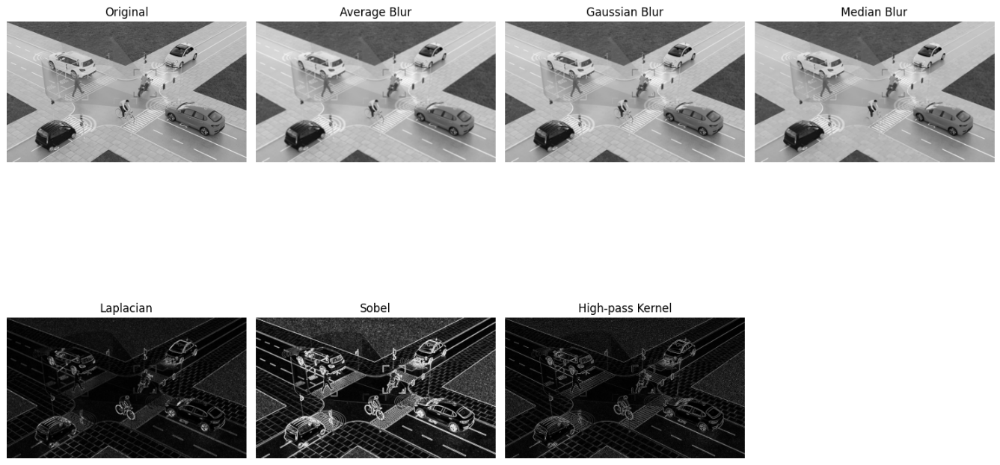 Original
Average Blur
Gaussian Blur
Median Blur
Laplacian
Sobel
High-pass Kernel